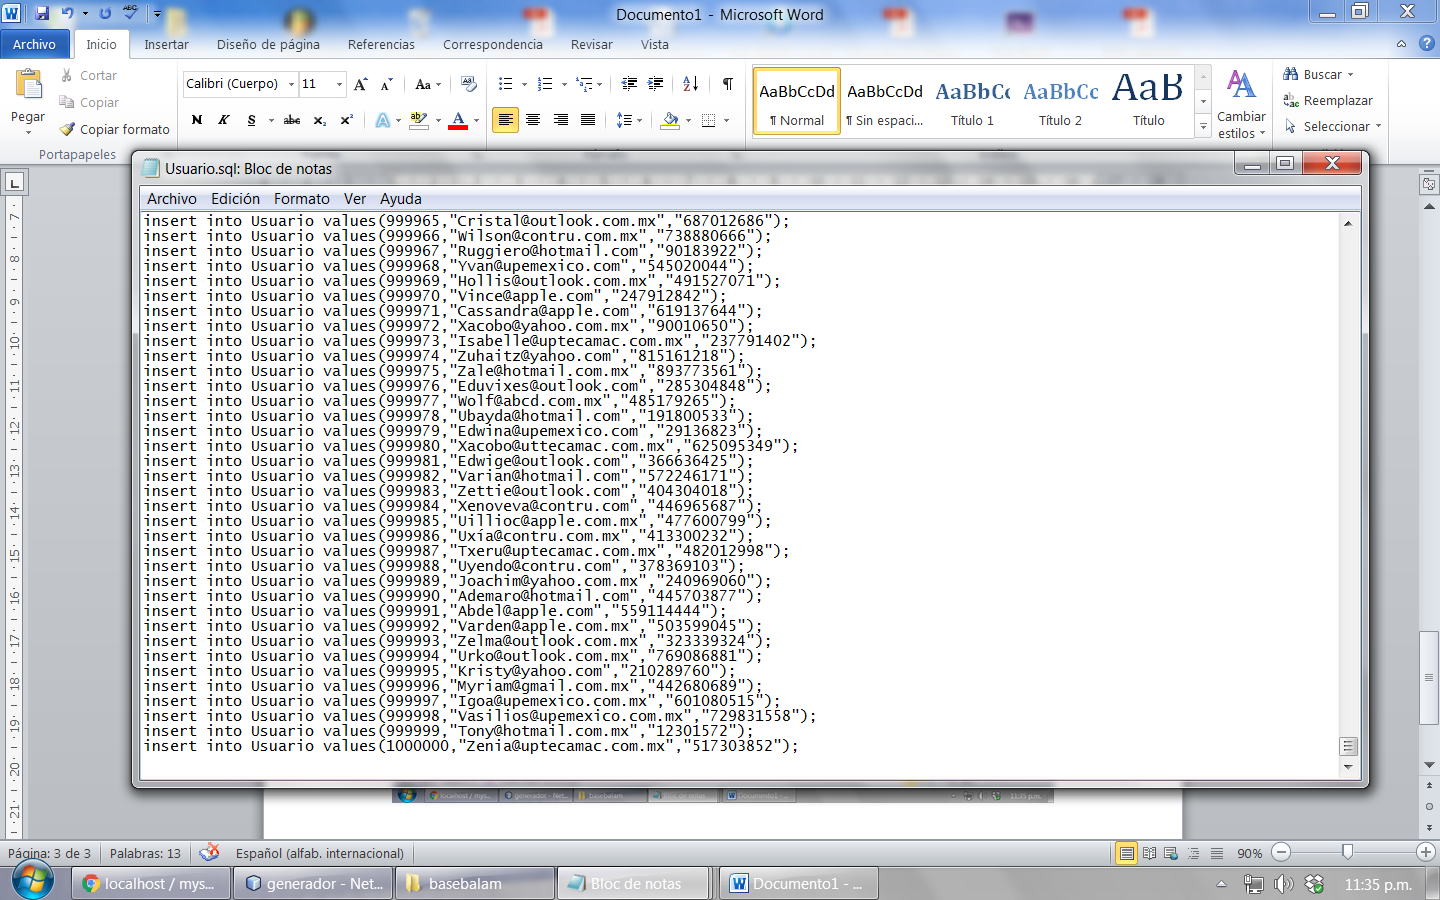 Documento1 - Microsoft Word
Archivo Inicio Insertar Diseño de página Referencias Correspondencia Revisar Vista
Pegar
Cortar
Copiar
Copiar formato
Portapapeles
Calibri (Cuerpo) 11
N K S abc x₂ x²
AaBbCcDd AaBbCcDd AaBbCc AaBbCc AaB
¶ Normal ¶ Sin espaci... Título 1 Título 2 Título
Cambiar estilos
Buscar
Reemplazar
Seleccionar
Usuario.sql: Bloc de notas
Archivo Edición Formato Ver Ayuda
insert into Usuario values(999965,"Cristal@outlook.com.mx","687012686");
insert into Usuario values(999966,"Wilson@contru.com.mx","738880666");
insert into Usuario values(999967,"Ruggiero@hotmail.com","90183922");
insert into Usuario values(999968,"Yvan@upemexico.com","545020044");
insert into Usuario values(999969,"Hollis@outlook.com.mx","491527071");
insert into Usuario values(999970,"Vince@apple.com","247912842");
insert into Usuario values(999971,"Cassandra@apple.com","619137644");
insert into Usuario values(999972,"Xacobo@yahoo.com.mx","90010650");
insert into Usuario values(999973,"Isabelle@uptecamac.com.mx","237791402");
insert into Usuario values(999974,"Zuhaitz@yahoo.com","815161218");
insert into Usuario values(999975,"Zale@hotmail.com","893773561");
insert into Usuario values(999976,"Eduvixes@outlook.com","285304848");
insert into Usuario values(999977,"Wolf@abcd.com.mx","485179265");
insert into Usuario values(999978,"Ubayda@hotmail.com","191800533");
insert into Usuario values(999979,"Edwina@upemexico.com","29136823");
insert into Usuario values(999980,"Xacobo@uttecamac.com.mx","625095349");
insert into Usuario values(999981,"Edwige@outlook.com","366636425");
insert into Usuario values(999982,"Varian@hotmail.com","572246171");
insert into Usuario values(999983,"Zettie@outlook.com","404304018");
insert into Usuario values(999984,"Xenoveva@contru.com","446965687");
insert into Usuario values(999985,"Uillioc@apple.com.mx","477600799");
insert into Usuario values(999986,"Uxía@contru.com.mx","413300232");
insert into Usuario values(999987,"Txeru@uptecamac.com.mx","482012998");
insert into Usuario values(999988,"Uyendo@contru.com","378369103");
insert into Usuario values(999989,"Joachim@yahoo.com.mx","240969060");
insert into Usuario values(999990,"Ademaro@hotmail.com","445703877");
insert into Usuario values(999991,"Abdel@apple.com","559114444");
insert into Usuario values(999992,"Varden@apple.com.mx","503599045");
insert into Usuario values(999993,"Zelma@outlook.com.mx","323339324");
insert into Usuario values(999994,"Urko@outlook.com.mx","769086881");
insert into Usuario values(999995,"Kristy@yahoo.com","210289760");
insert into Usuario values(999996,"Myriam@gmail.com.mx","442680689");
insert into Usuario values(999997,"Igoa@upemexico.com.mx","601080515");
insert into Usuario values(999998,"Vasilios@upemexico.com.mx","729831558");
insert into Usuario values(999999,"Tony@hotmail.com.mx","12301572");
insert into Usuario values(1000000,"Zenia@uptecamac.com.mx","517303852");
Página: 3 de 3 Palabras: 13 Español (alfab. internacional) 90%
localhost / mys... generador - Net... basebalam Bloc de notas Documento1 - ... 11:35 p.m.